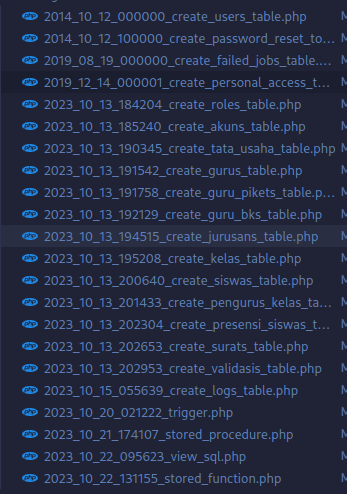 2014_10_12_000000_create_users_table.php
2014_10_12_100000_create_password_reset_to...
2019_08_19_000000_create_failed_jobs_table....
2019_12_14_000001_create_personal_access_t...
2023_10_13_184204_create_roles_table.php
2023_10_13_185240_create_akuns_table.php
2023_10_13_190345_create_tata_usaha_table.php
2023_10_13_191542_create_gurus_table.php
2023_10_13_191758_create_guru_pikets_table.p...
2023_10_13_192129_create_guru_bks_table.php
2023_10_13_194515_create_jurusans_table.php
2023_10_13_195208_create_kelas_table.php
2023_10_13_200640_create_siswas_table.php
2023_10_13_201433_create_pengurus_kelas_ta...
2023_10_13_202304_create_presensi_siswas_t...
2023_10_13_202653_create_surats_table.php
2023_10_13_202953_create_validasis_table.php
2023_10_15_055639_create_logs_table.php
2023_10_20_021222_trigger.php
2023_10_21_174107_stored_procedure.php
2023_10_22_095623_view_sql.php
2023_10_22_131155_stored_function.php